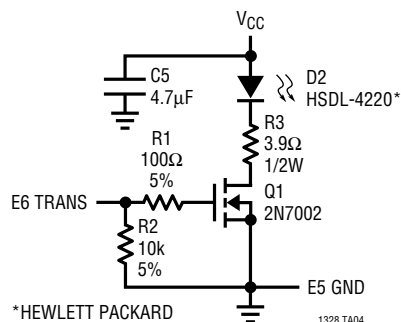 VCC
C5
4.7µF
D2
HSDL-4220*
R3
3.9Ω
1/2W
R1
100Ω
5%
Q1
2N7002
E6 TRANS
R2
10k
5%
E5 GND
*HEWLETT PACKARD
1328 TA04